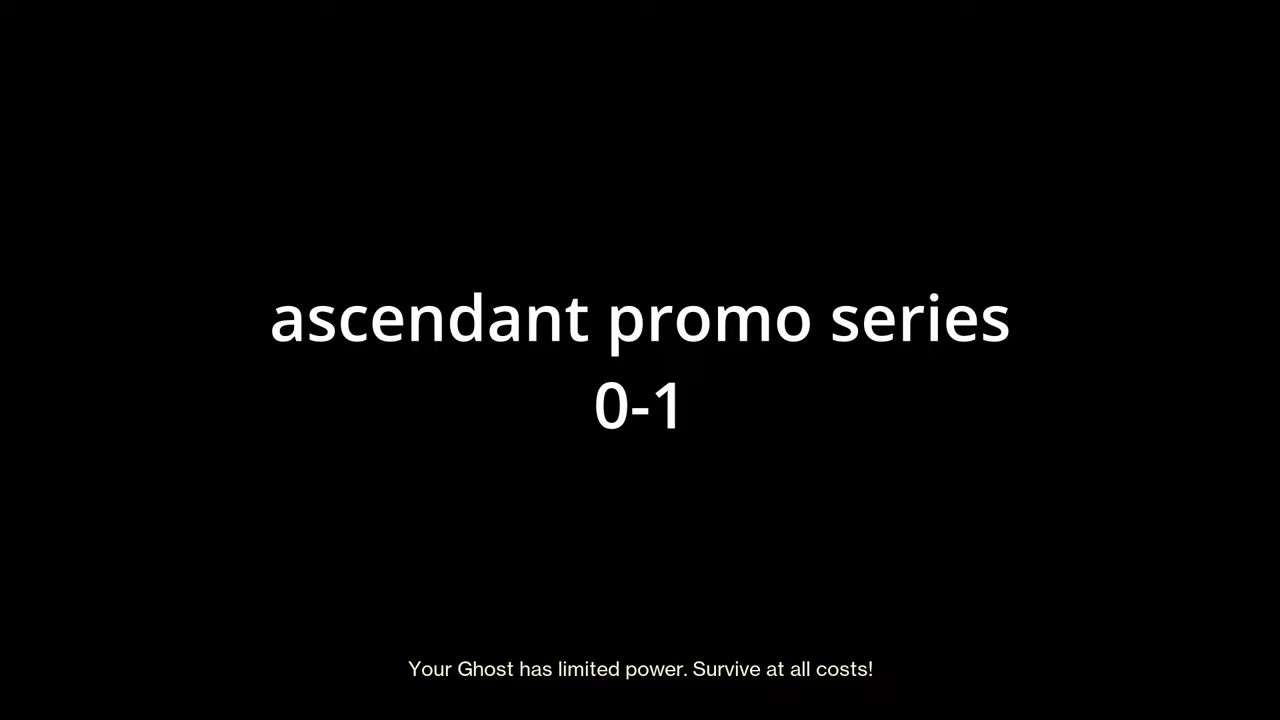 ascendant promo series
0-1
Your Ghost has limited power. Survive at all costs!